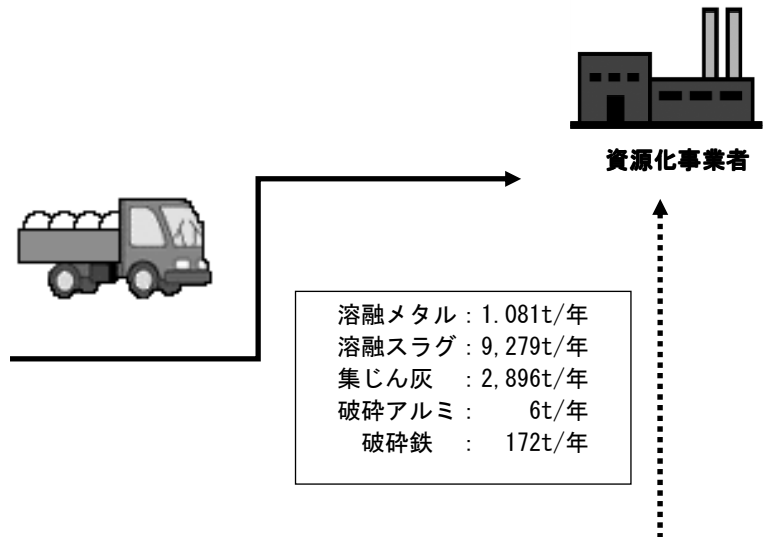 資源化事業者
溶融メタル：1.081t/年
溶融スラグ：9,279t/年
集じん灰　：2,896t/年
破砕アルミ：　　6t/年
破砕鉄　：　172t/年